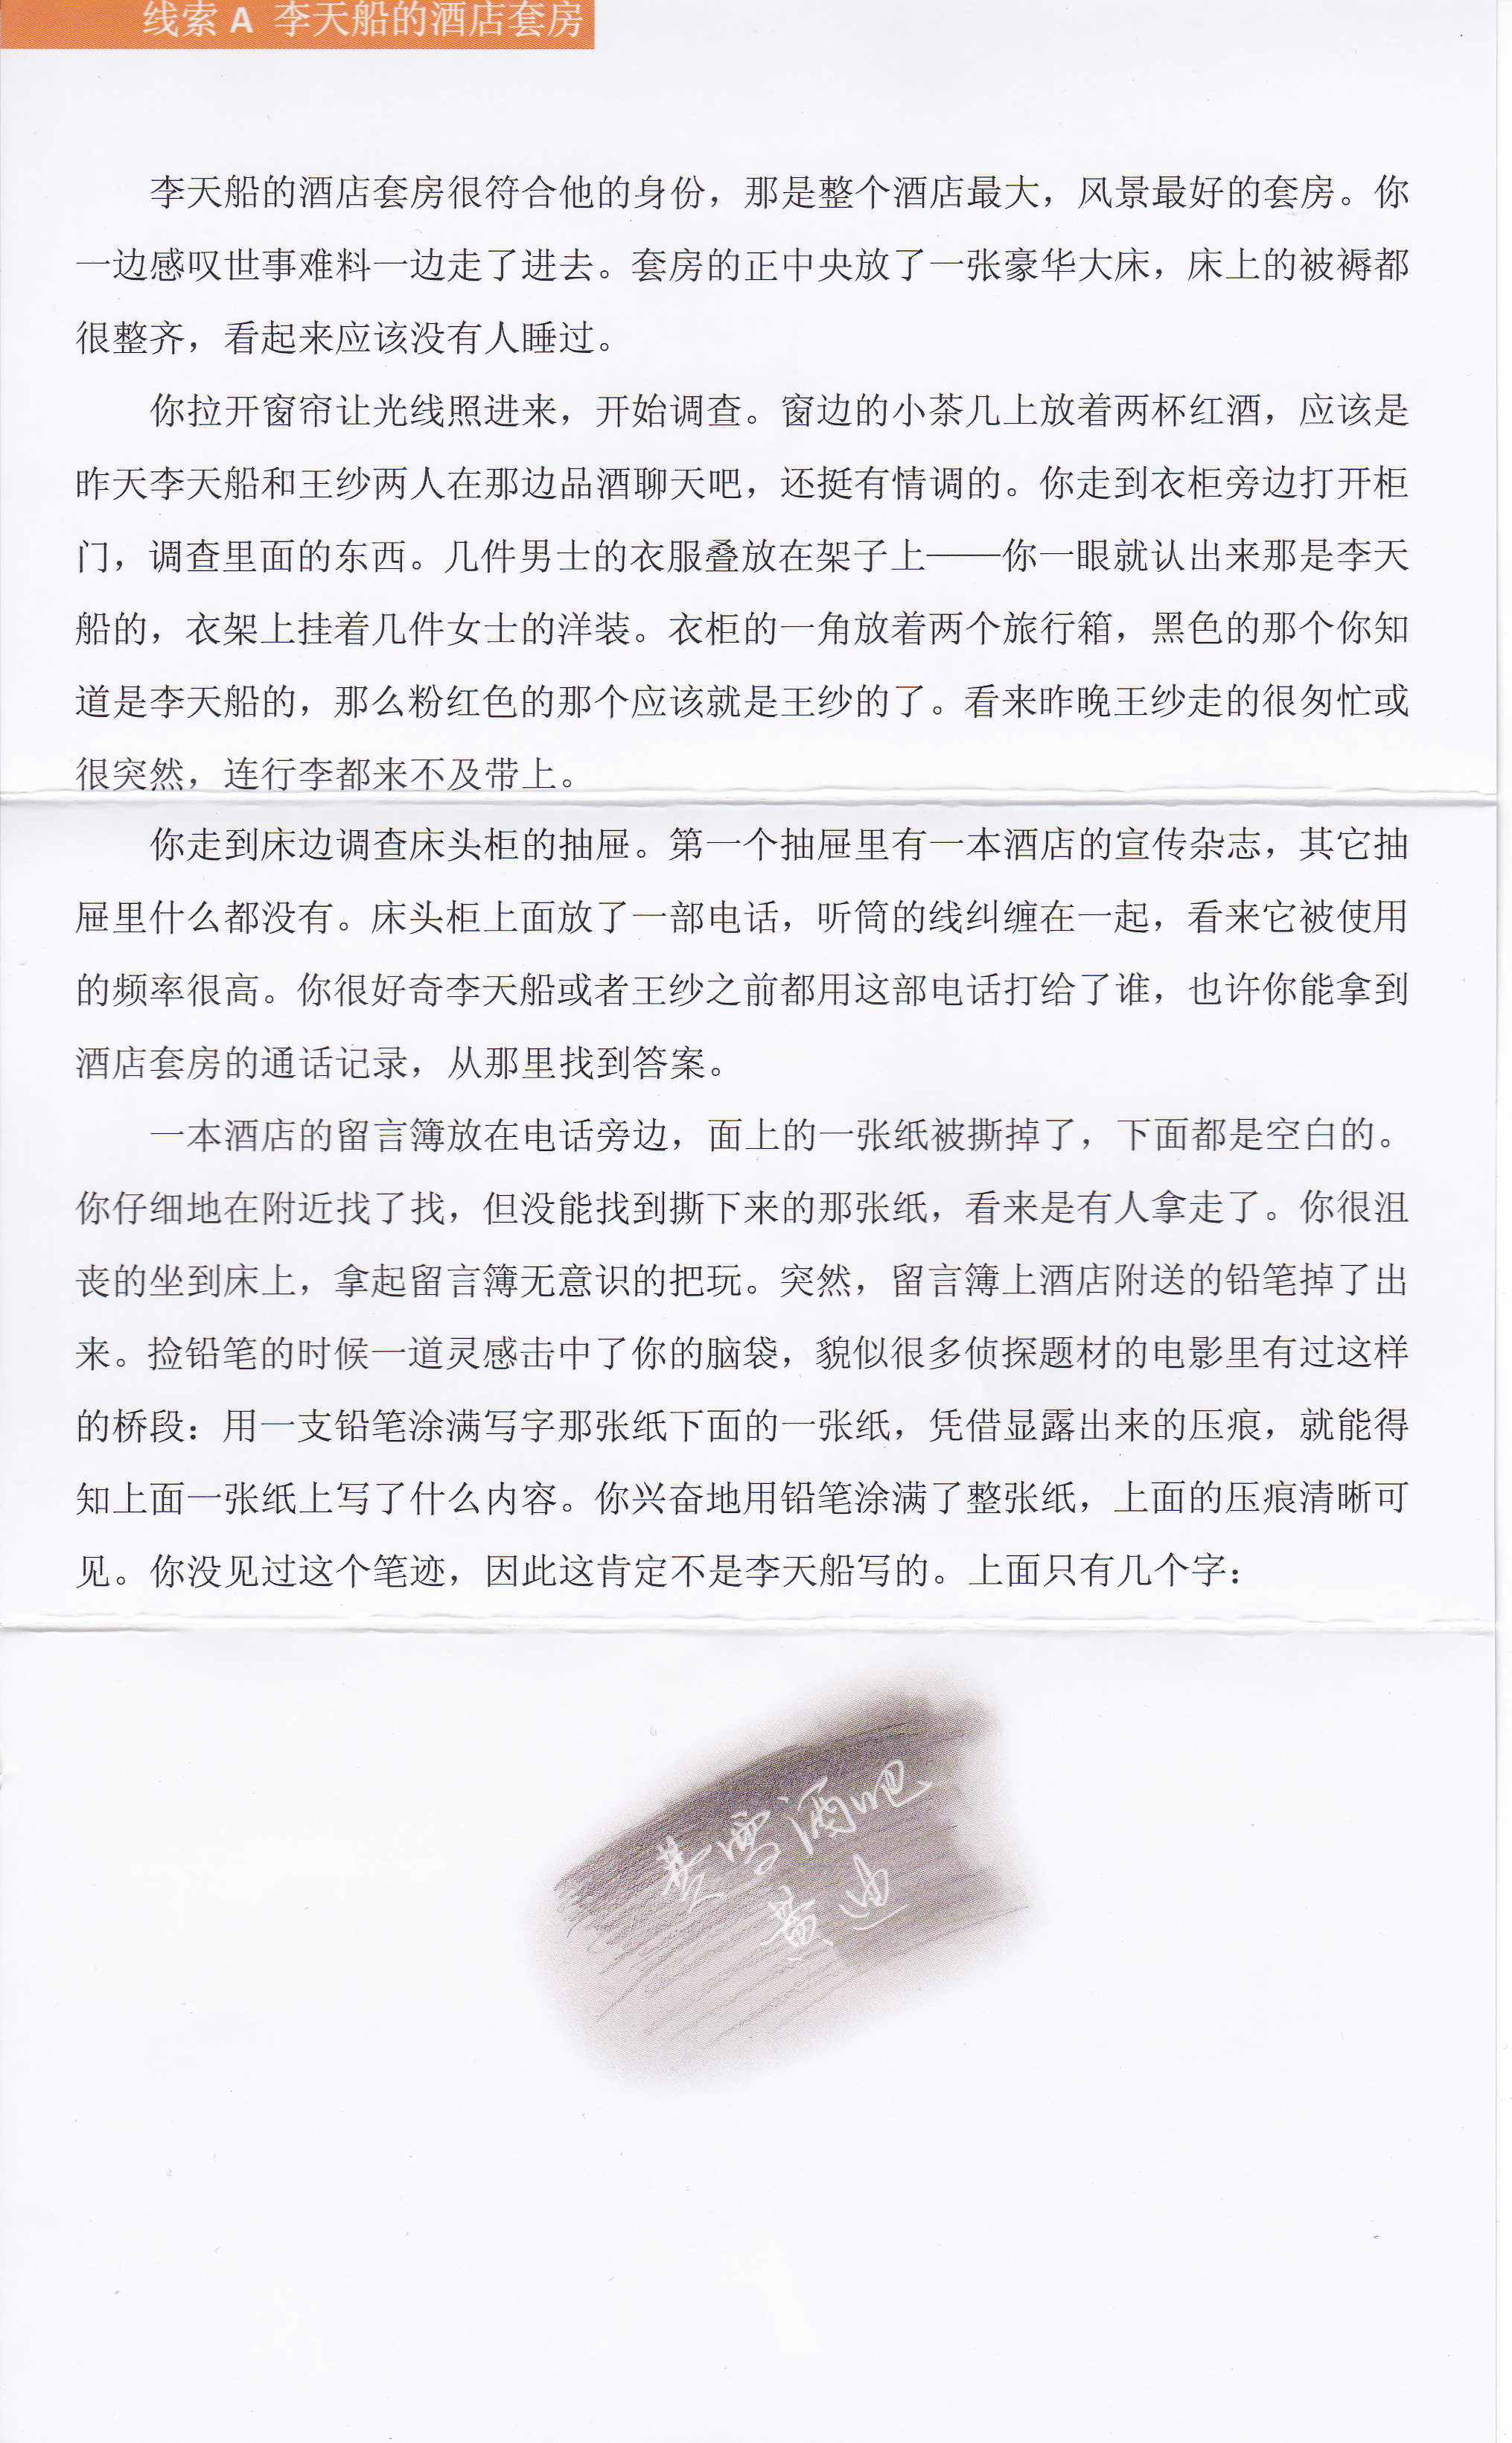 线索 A 李天船的酒店套房
李天船的酒店套房很符合他的身份，那是整个酒店最大，风景最好的套房。你
一边感叹世事难料一边走了进去。套房的正中央放了一张豪华大床，床上的被褥都
很整齐，看起来应该没有人睡过。
你拉开窗帘让光线照进来，开始调查。窗边的小茶几上放着两杯红酒，应该是
昨天李天船和王纱两人在那边品酒聊天吧，还挺有情调的。你走到衣柜旁边打开柜
门，调查里面的东西。几件男士的衣服叠放在架子上——你一眼就认出来那是李天
船的，衣架上挂着几件女士的洋装。衣柜的一角放着两个旅行箱，黑色的那个你知
道是李天船的，那么粉红色的那个应该就是王纱的了。看来昨晚王纱走的很匆忙或
很突然，连行李都来不及带上。
你走到床边调查床头柜的抽屉。第一个抽屉里有一本酒店的宣传杂志，其它抽
屉里什么都没有。床头柜上面放了一部电话，听筒的线纠缠在一起，看来它被使用
的频率很高。你很好奇李天船或者王纱之前都用这部电话打给了谁，也许你能拿到
酒店套房的通话记录，从那里找到答案。
一本酒店的留言簿放在电话旁边，面上的一张纸被撕掉了，下面都是空白的。
你仔细地在附近找了找，但没能找到撕下来的那张纸，看来是有人拿走了。你很沮
丧的坐到床上，拿起留言簿无意识的把玩。突然，留言簿上酒店附送的铅笔掉了出
来。捡铅笔的时候一道灵感击中了你的脑袋，貌似很多侦探题材的电影里有过这样
的桥段：用一支铅笔涂满写字那张纸下面的一张纸，凭借显露出来的压痕，就能得
知上面一张纸上写了什么内容。你兴奋地用铅笔涂满了整张纸，上面的压痕清晰可
见。你没见过这个笔迹，因此这肯定不是李天船写的。上面只有几个字：
雪酒吧
黄迪